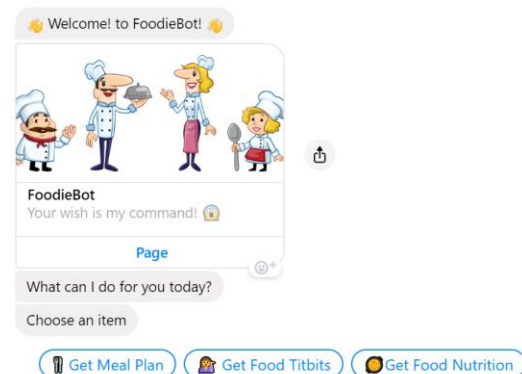 👋 Welcome! to FoodieBot! 👋
FoodieBot
Your wish is my command! 😱
Page
What can I do for you today?
Choose an item
🍴 Get Meal Plan 💁 Get Food Titbits 🥘 Get Food Nutrition